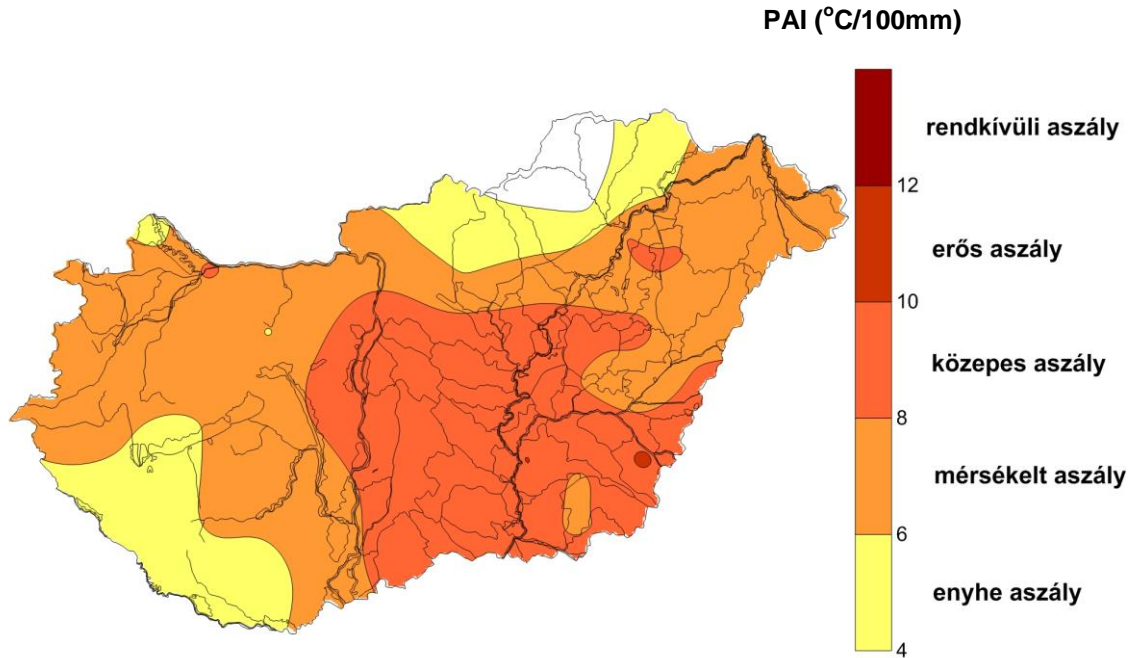 PAI (°C/100mm)
rendkívüli aszály
12
erős aszály
10
közepes aszály
8
mérsékelt aszály
6
enyhe aszály
4